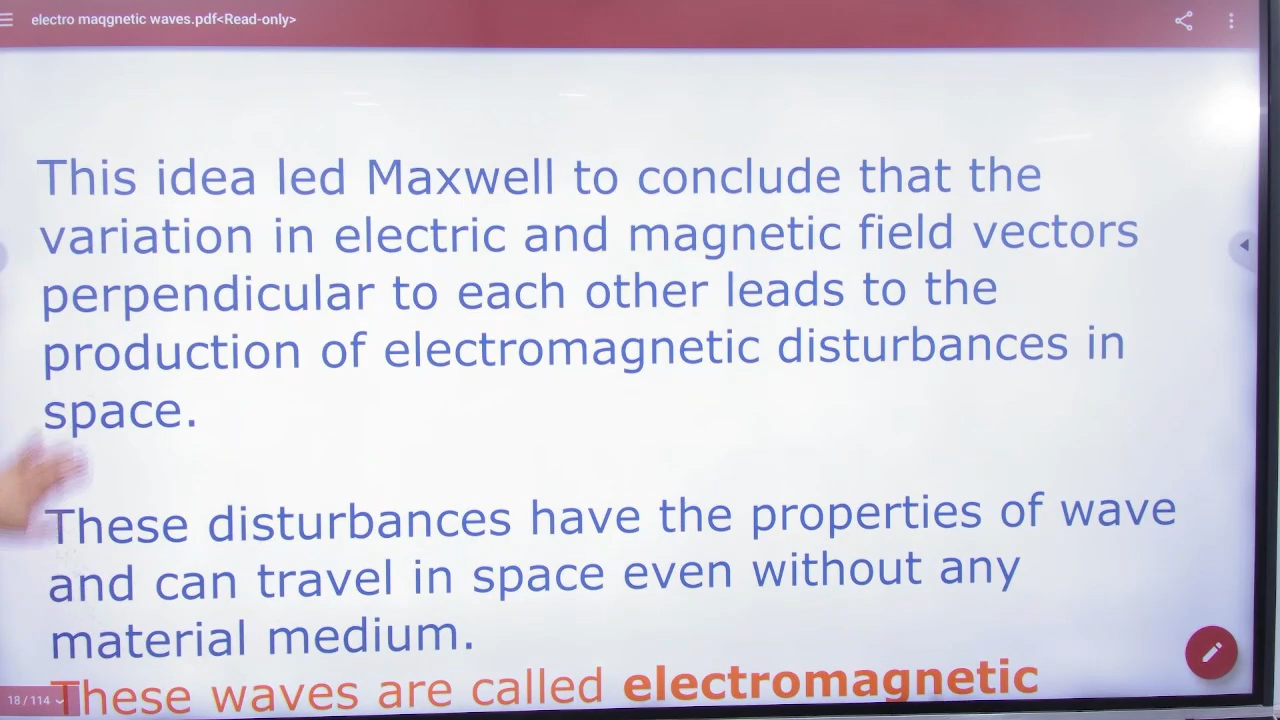 electro maqgnetic waves.pdf<Read-only>
This idea led Maxwell to conclude that the
variation in electric and magnetic field vectors
perpendicular to each other leads to the
production of electromagnetic disturbances in
space.
These disturbances have the properties of wave
and can travel in space even without any
material medium.
These waves are called electromagnetic
18 / 114